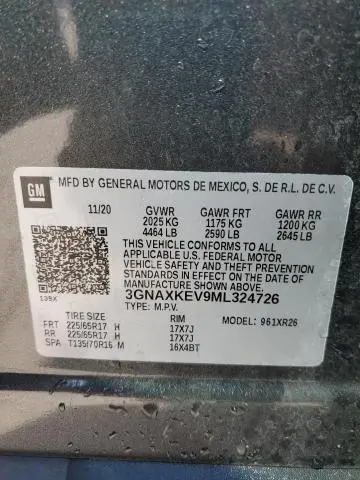 GM
MFD BY GENERAL MOTORS DE MEXICO, S. DE R.L. DE C.V.
11/20 GVWR GAWR FRT GAWR RR
2025 KG 1175 KG 1200 KG
4464 LB 2590 LB 2645 LB
THIS VEHICLE CONFORMS TO ALL
APPLICABLE U.S. FEDERAL MOTOR
VEHICLE SAFETY AND THEFT PREVENTION
STANDARDS IN EFFECT ON THE DATE OF
MANUFACTURE SHOWN ABOVE.
139X
3GNAXKEV9ML324726
TYPE: M.P.V.
TIRE SIZE RIM MODEL: 961XR26
FRT 225/65R17 H 17X7J
RR 225/65R17 H 17X7J
SPA T135/70R16 M 16X4BT